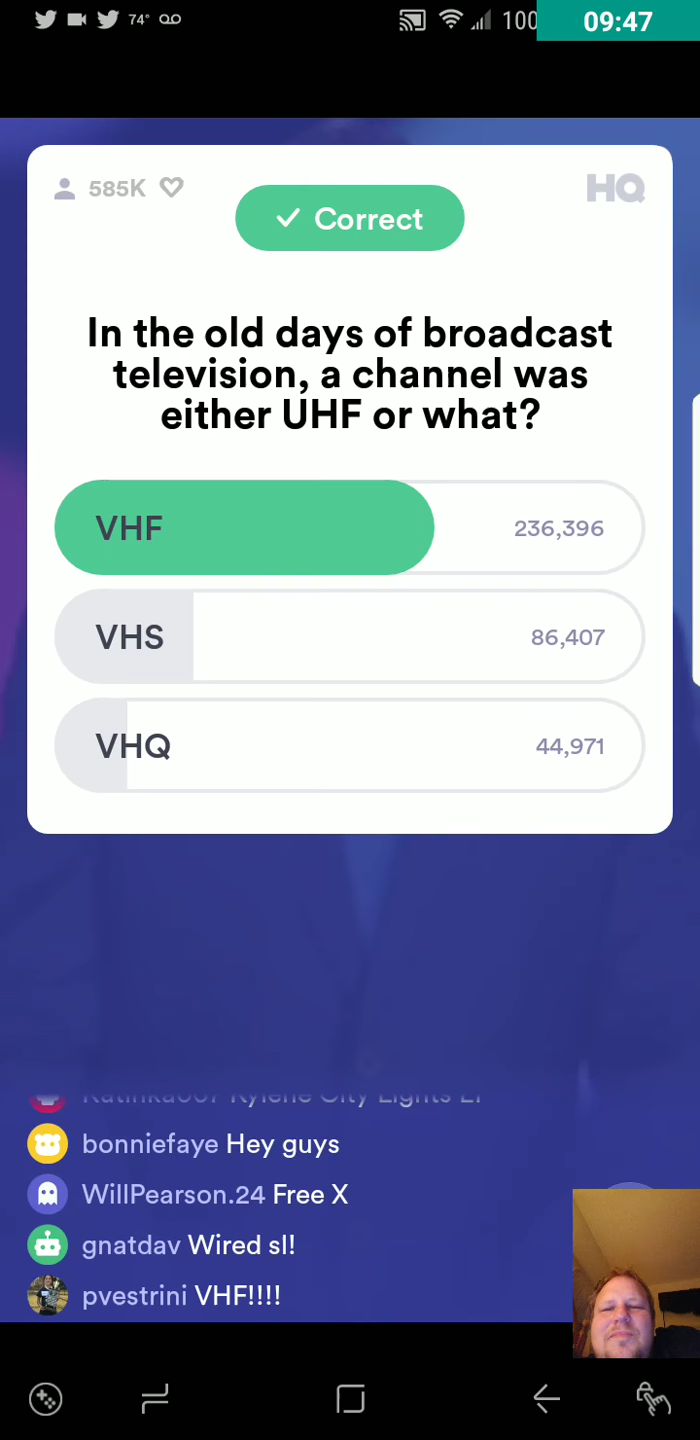 74° 100 09:47
585K HQ
✓ Correct
In the old days of broadcast
television, a channel was
either UHF or what?
VHF 236,396
VHS 86,407
VHQ 44,971
bonniefaye Hey guys
WillPearson.24 Free X
gnatdav Wired sl!
pvestrini VHF!!!!